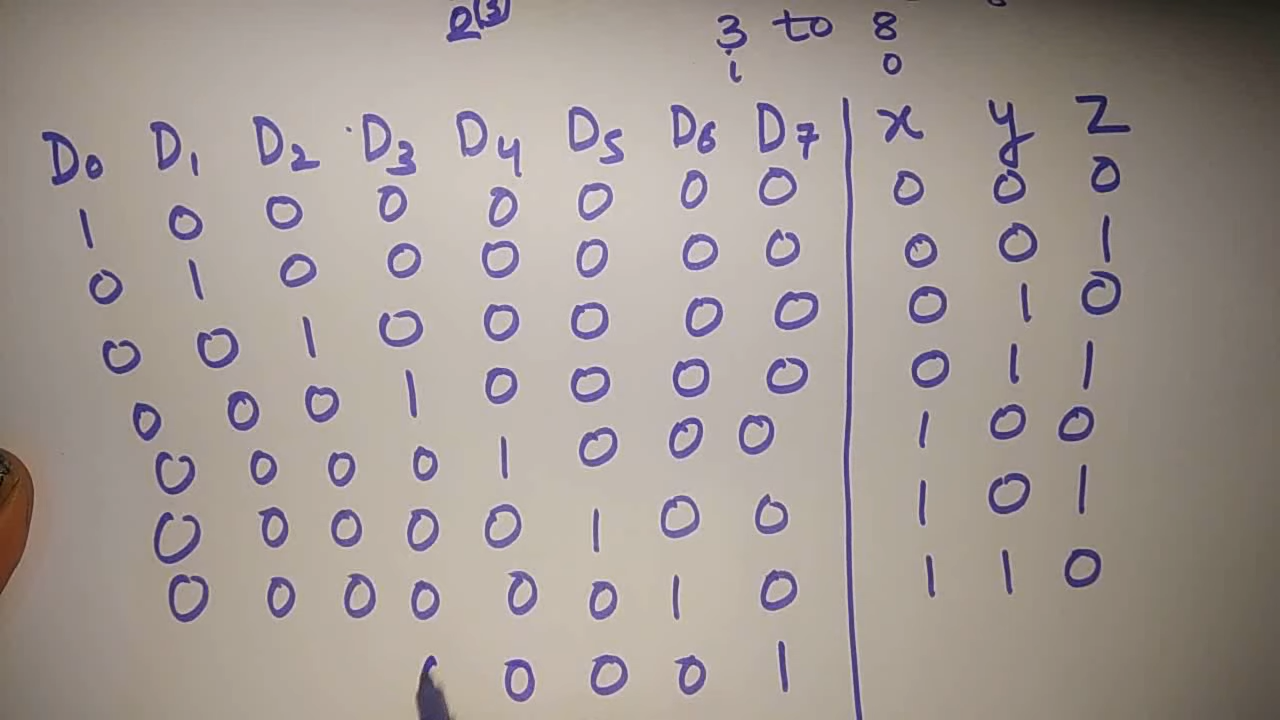 2(3)
3 to 8
i 0
D0 D1 D2 D3 D4 D5 D6 D7 x y Z
1 0 0 0 0 0 0 0 0 0 0
0 1 0 0 0 0 0 0 0 0 1
0 0 1 0 0 0 0 0 0 1 0
0 0 0 1 0 0 0 0 0 1 1
0 0 0 0 1 0 0 0 1 0 0
0 0 0 0 0 1 0 0 1 0 1
0 0 0 0 0 0 1 0 1 1 0
0 0 0 1